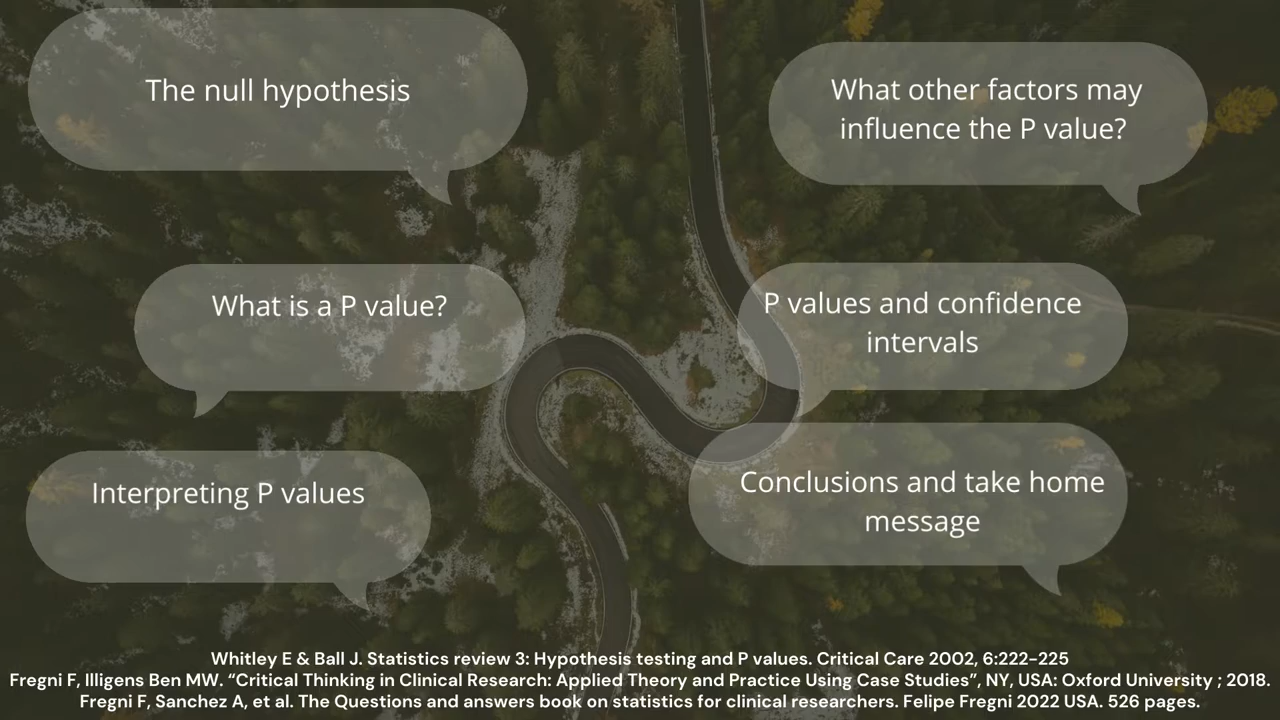 The null hypothesis
What is a P value?
Interpreting P values
What other factors may
influence the P value?
P values and confidence
intervals
Conclusions and take home
message
Whitley E & Ball J. Statistics review 3: Hypothesis testing and P values. Critical Care 2002, 6:222-225
Fregni F, Illigens Ben MW. “Critical Thinking in Clinical Research: Applied Theory and Practice Using Case Studies”, NY, USA: Oxford University ; 2018.
Fregni F, Sanchez A, et al. The Questions and answers book on statistics for clinical researchers. Felipe Fregni 2022 USA. 526 pages.